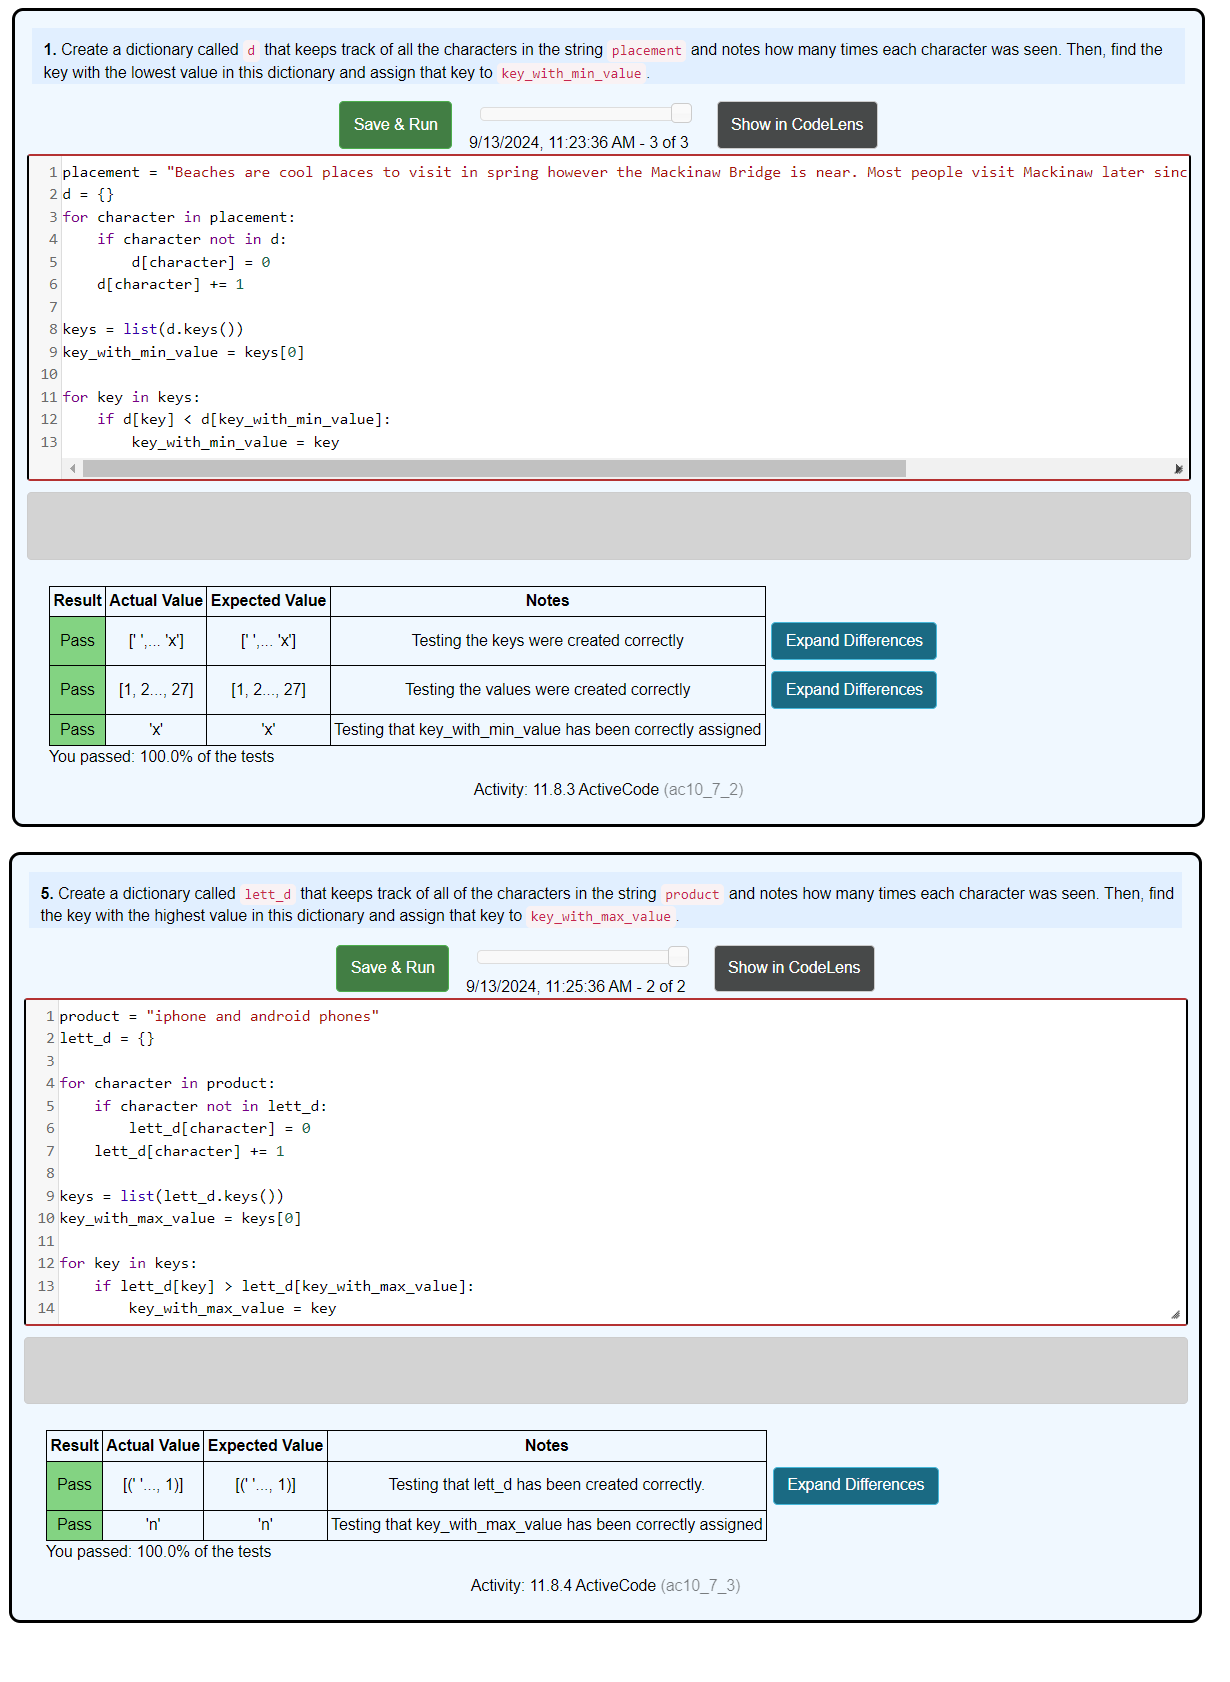 1. Create a dictionary called d that keeps track of all the characters in the string placement and notes how many times each character was seen. Then, find the
key with the lowest value in this dictionary and assign that key to key_with_min_value .
Save & Run
9/13/2024, 11:23:36 AM - 3 of 3
Show in CodeLens
1 placement = "Beaches are cool places to visit in spring however the Mackinaw Bridge is near. Most people visit Mackinaw later sinc
2 d = {}
3 for character in placement:
4     if character not in d:
5         d[character] = 0
6     d[character] += 1
7
8 keys = list(d.keys())
9 key_with_min_value = keys[0]
10
11 for key in keys:
12     if d[key] < d[key_with_min_value]:
13         key_with_min_value = key
Result Actual Value Expected Value Notes
Pass [' ',... 'x'] [' ',... 'x'] Testing the keys were created correctly Expand Differences
Pass [1, 2..., 27] [1, 2..., 27] Testing the values were created correctly Expand Differences
Pass 'x' 'x' Testing that key_with_min_value has been correctly assigned
You passed: 100.0% of the tests
Activity: 11.8.3 ActiveCode (ac10_7_2)
5. Create a dictionary called lett_d that keeps track of all of the characters in the string product and notes how many times each character was seen. Then, find
the key with the highest value in this dictionary and assign that key to key_with_max_value .
Save & Run
9/13/2024, 11:25:36 AM - 2 of 2
Show in CodeLens
1 product = "iphone and android phones"
2 lett_d = {}
3
4 for character in product:
5     if character not in lett_d:
6         lett_d[character] = 0
7     lett_d[character] += 1
8
9 keys = list(lett_d.keys())
10 key_with_max_value = keys[0]
11
12 for key in keys:
13     if lett_d[key] > lett_d[key_with_max_value]:
14         key_with_max_value = key
Result Actual Value Expected Value Notes
Pass [(' '..., 1)] [(' '..., 1)] Testing that lett_d has been created correctly. Expand Differences
Pass 'n' 'n' Testing that key_with_max_value has been correctly assigned
You passed: 100.0% of the tests
Activity: 11.8.4 ActiveCode (ac10_7_3)